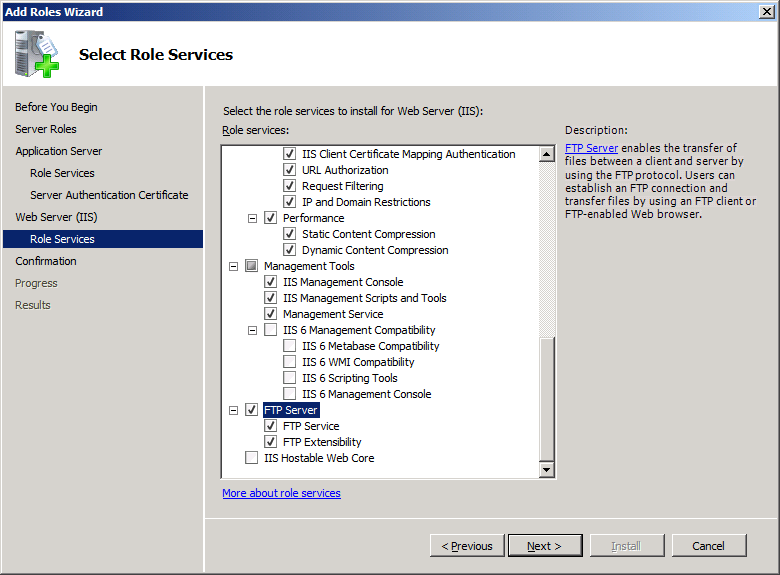 Add Roles Wizard
Select Role Services
Before You Begin
Server Roles
Application Server
Role Services
Server Authentication Certificate
Web Server (IIS)
Role Services
Confirmation
Progress
Results
Select the role services to install for Web Server (IIS):
Role services:
IIS Client Certificate Mapping Authentication
URL Authorization
Request Filtering
IP and Domain Restrictions
Performance
Static Content Compression
Dynamic Content Compression
Management Tools
IIS Management Console
IIS Management Scripts and Tools
Management Service
IIS 6 Management Compatibility
IIS 6 Metabase Compatibility
IIS 6 WMI Compatibility
IIS 6 Scripting Tools
IIS 6 Management Console
FTP Server
FTP Service
FTP Extensibility
IIS Hostable Web Core
More about role services
Description:
FTP Server enables the transfer of
files between a client and server by
using the FTP protocol. Users can
establish an FTP connection and
transfer files by using an FTP client or
FTP-enabled Web browser.
< Previous
Next >
Install
Cancel